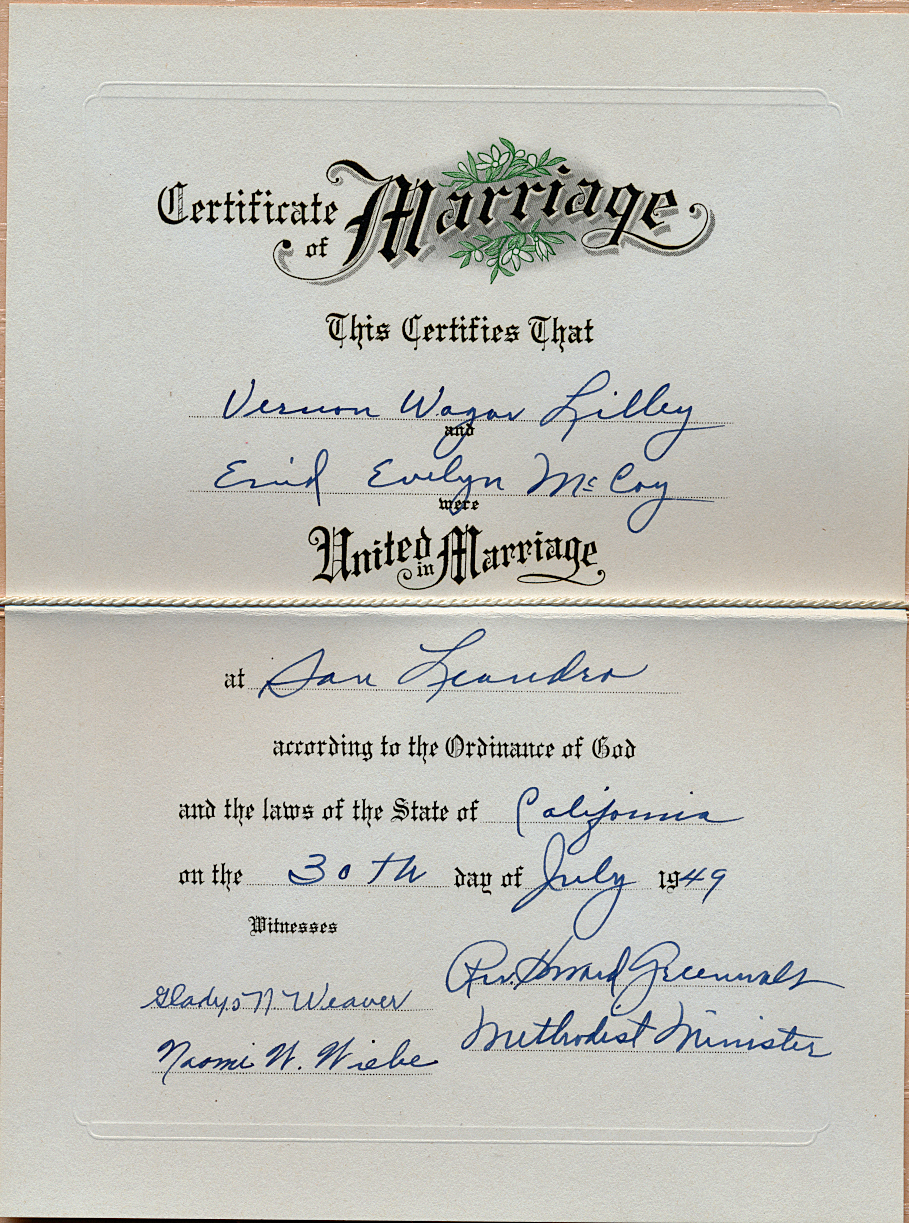 Certificate of Marriage
This Certifies That
Vernon Wagar Lilley
and
Enid Evelyn McCoy
were
United in Marriage
at San Leandro
according to the Ordinance of God
and the laws of the State of California
on the 30TH day of July 1949
Witnesses
Rev. Howard Greenwalt
Gladys N Weaver
Methodist Minister
Naomi W. Wiebe